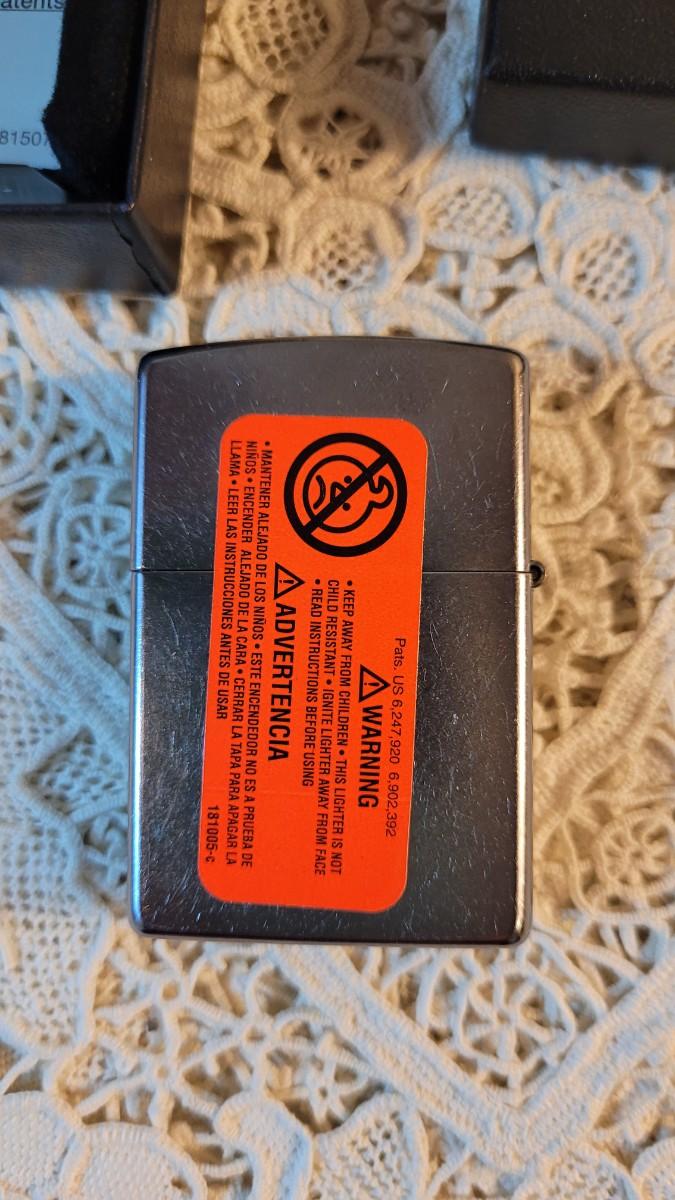 atents
81507
Pats. US 6,247,920 6,902,392
⚠WARNING
• KEEP AWAY FROM CHILDREN • THIS LIGHTER IS NOT
CHILD RESISTANT • IGNITE LIGHTER AWAY FROM FACE
• READ INSTRUCTIONS BEFORE USING
⚠ADVERTENCIA
• MANTENER ALEJADO DE LOS NIÑOS • ESTE ENCENDEDOR NO ES A PRUEBA DE
NIÑOS • ENCENDER ALEJADO DE LA CARA • CERRAR LA TAPA PARA APAGAR LA
LLAMA • LEER LAS INSTRUCCIONES ANTES DE USAR
181005-c